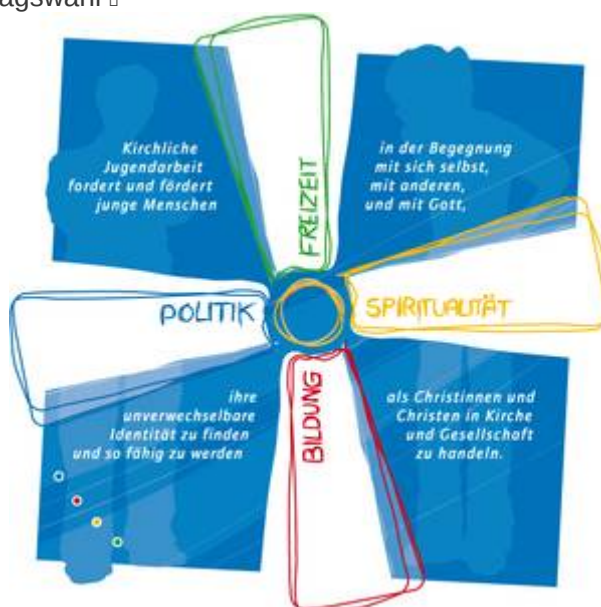 Kirchliche
Jugendarbeit
fordert und fördert
junge Menschen
in der Begegnung
mit sich selbst,
mit anderen,
und mit Gott,
FREIZEIT
POLITIK
SPIRITUALITÄT
BILDUNG
ihre
unverwechselbare
Identität zu finden
und so fähig zu werden
als Christinnen und
Christen in Kirche
und Gesellschaft
zu handeln.